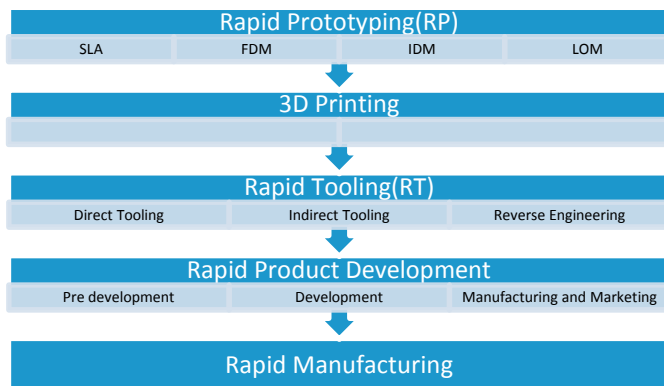 Rapid Prototyping(RP)
SLA FDM IDM LOM
3D Printing
Rapid Tooling(RT)
Direct Tooling Indirect Tooling Reverse Engineering
Rapid Product Development
Pre development Development Manufacturing and Marketing
Rapid Manufacturing